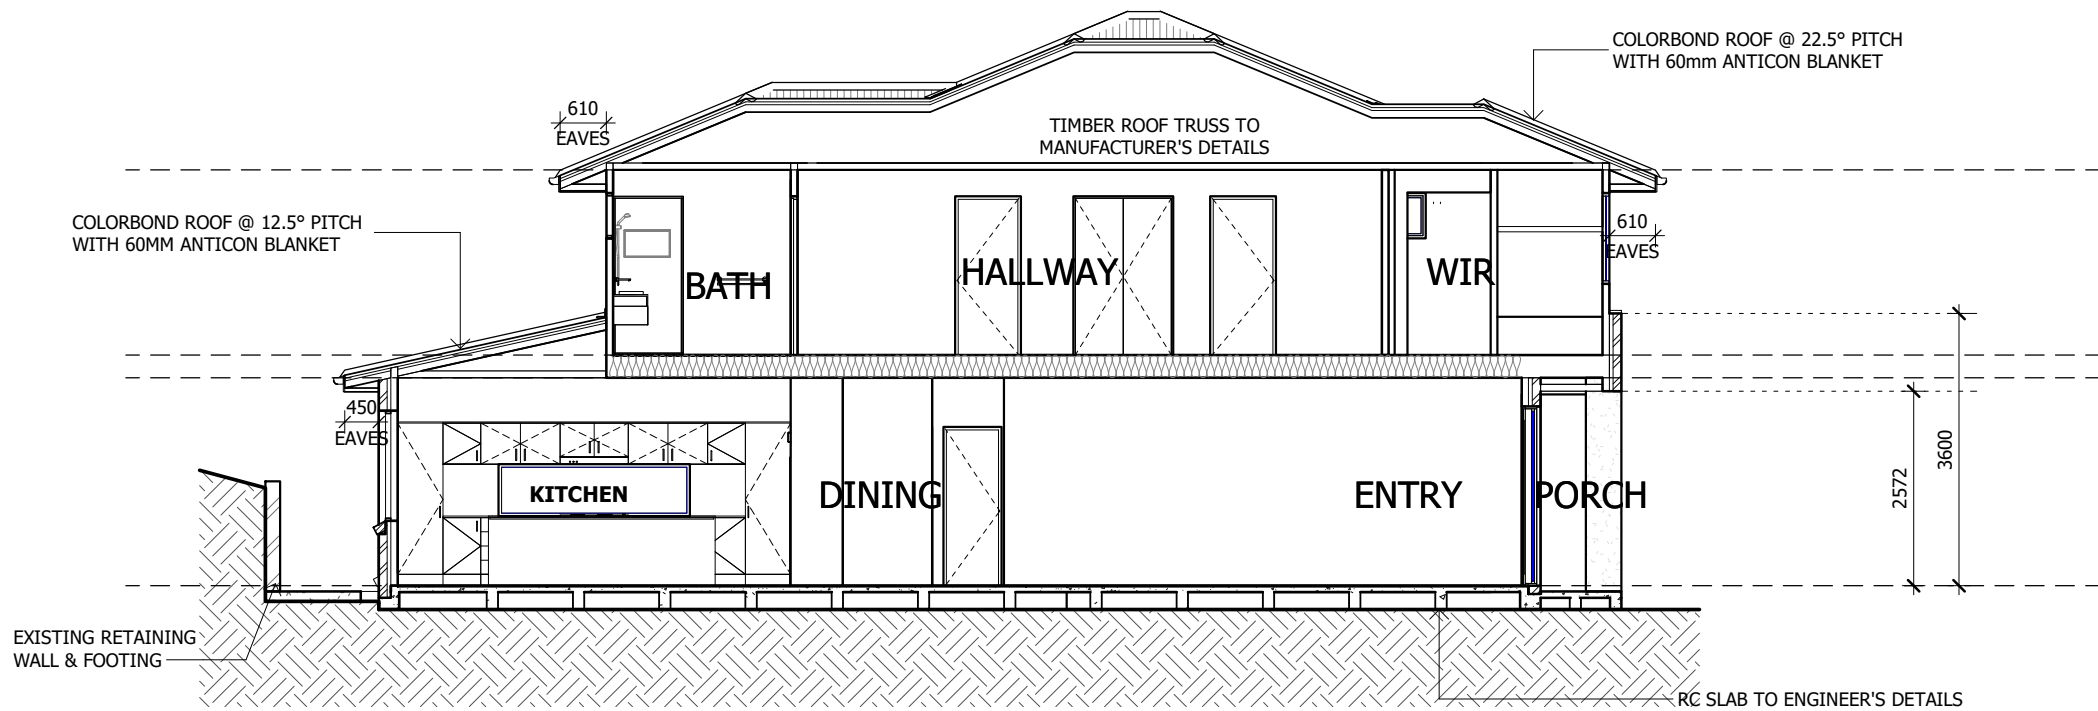 COLORBOND ROOF @ 22.5° PITCH
WITH 60mm ANTICON BLANKET
610
EAVES
TIMBER ROOF TRUSS TO
MANUFACTURER'S DETAILS
COLORBOND ROOF @ 12.5° PITCH
WITH 60MM ANTICON BLANKET
610
EAVES
BATH
HALLWAY
WIR
450
EAVES
KITCHEN
DINING
ENTRY
PORCH
2572
3600
EXISTING RETAINING
WALL & FOOTING
RC SLAB TO ENGINEER'S DETAILS